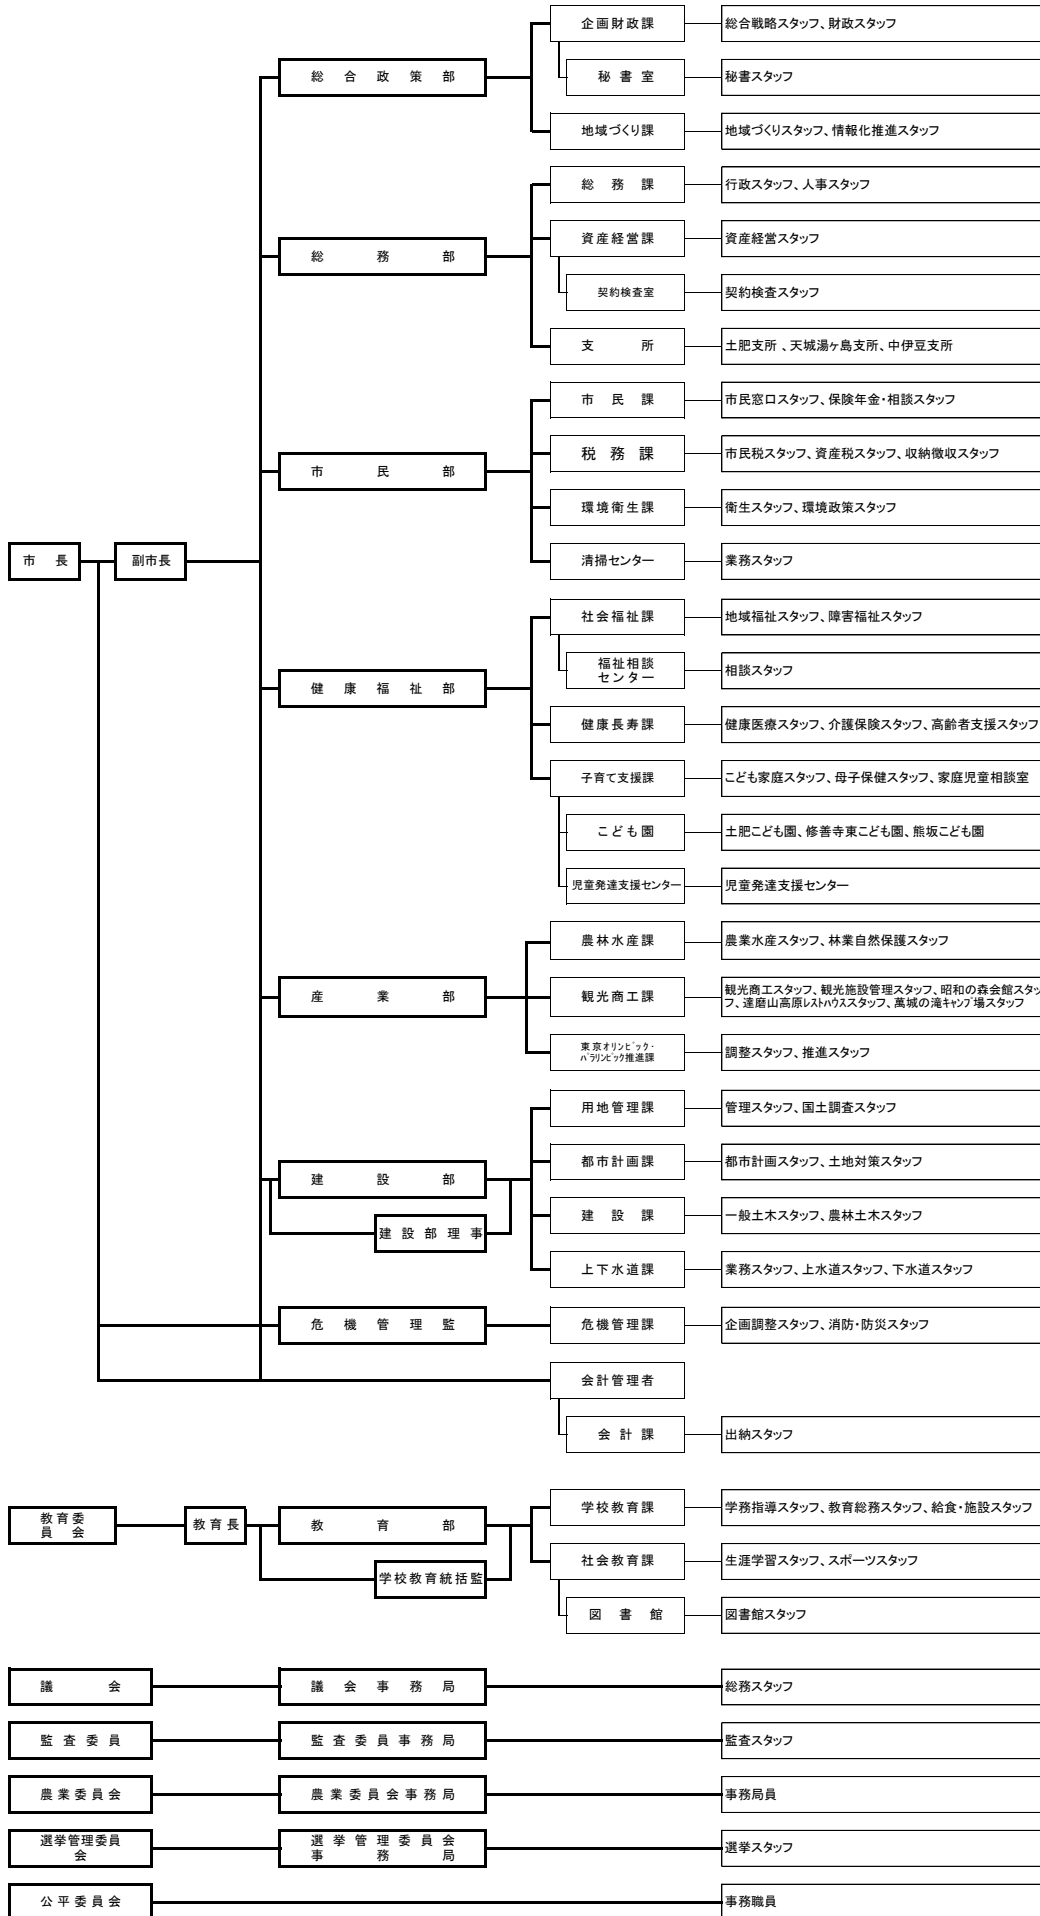 企画財政課 総合戦略スタッフ、財政スタッフ
総合政策部
秘書室 秘書スタッフ
地域づくり課 地域づくりスタッフ、情報化推進スタッフ
総務課 行政スタッフ、人事スタッフ
総務部
資産経営課 資産経営スタッフ
契約検査室 契約検査スタッフ
支所 土肥支所 、天城湯ヶ島支所、中伊豆支所
市民課 市民窓口スタッフ、保険年金・相談スタッフ
市民部
税務課 市民税スタッフ、資産税スタッフ、収納徴収スタッフ
環境衛生課 衛生スタッフ、環境政策スタッフ
市長 副市長
清掃センター 業務スタッフ
社会福祉課 地域福祉スタッフ、障害福祉スタッフ
福祉相談
センター 相談スタッフ
健康福祉部
健康長寿課 健康医療スタッフ、介護保険スタッフ、高齢者支援スタッフ
子育て支援課 こども家庭スタッフ、母子保健スタッフ、家庭児童相談室
こども園 土肥こども園、修善寺東こども園、熊坂こども園
児童発達支援センター 児童発達支援センター
農林水産課 農業水産スタッフ、林業自然保護スタッフ
産業部
観光商工課 観光商工スタッフ、観光施設管理スタッフ、昭和の森会館スタッ
フ、達磨山高原ﾚｽﾄﾊｳｽスタッフ、萬城の滝ｷｬﾝﾌﾟ場スタッフ
東京ｵﾘﾝﾋﾟｯｸ・
ﾊﾟﾗﾘﾝﾋﾟｯｸ推進課 調整スタッフ、推進スタッフ
用地管理課 管理スタッフ、国土調査スタッフ
都市計画課 都市計画スタッフ、土地対策スタッフ
建設部
建設課 一般土木スタッフ、農林土木スタッフ
建設部理事
上下水道課 業務スタッフ、上水道スタッフ、下水道スタッフ
危機管理監 危機管理課 企画調整スタッフ、消防・防災スタッフ
会計管理者
会計課 出納スタッフ
学校教育課 学務指導スタッフ、教育総務スタッフ、給食・施設スタッフ
教育委
員会 教育長 教育部
社会教育課 生涯学習スタッフ、スポーツスタッフ
学校教育統括監
図書館 図書館スタッフ
議会 議会事務局 総務スタッフ
監査委員 監査委員事務局 監査スタッフ
農業委員会 農業委員会事務局 事務局員
選挙管理委員
会 選挙管理委員会
事務局 選挙スタッフ
公平委員会 事務職員